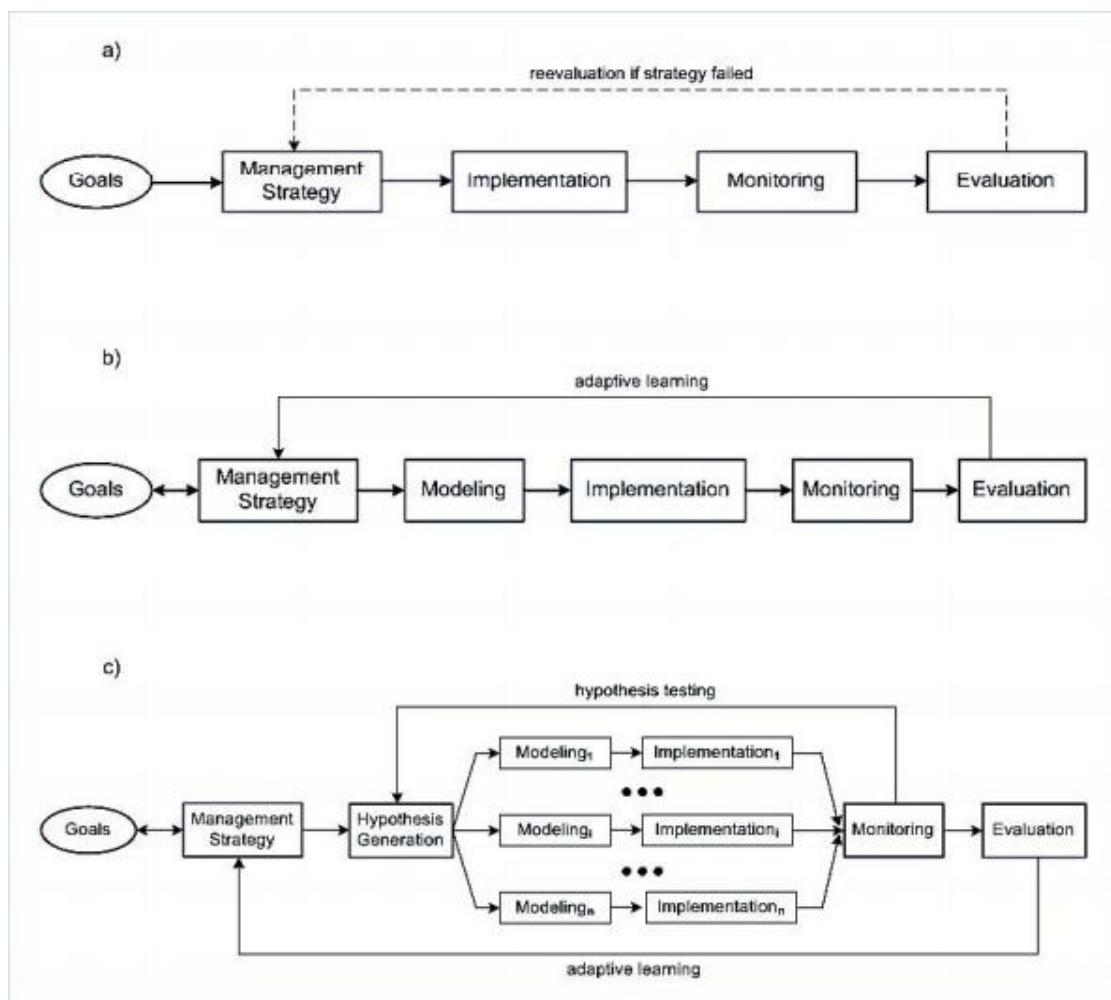 a)
reevaluation if strategy failed
Goals
Management
Strategy
Implementation
Monitoring
Evaluation
b)
adaptive learning
Goals
Management
Strategy
Modeling
Implementation
Monitoring
Evaluation
c)
hypothesis testing
Modeling₁
Implementation₁
Goals
Management
Strategy
Hypothesis
Generation
Modelingᵢ
Implementationᵢ
Monitoring
Evaluation
Modelingₙ
Implementationₙ
adaptive learning